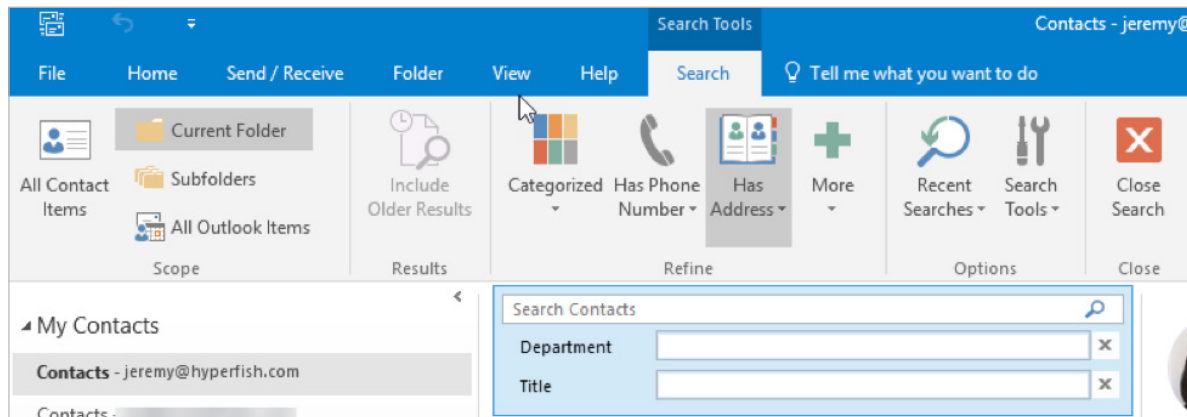 Search Tools
Contacts - jeremy@
File Home Send / Receive Folder View Help Search Tell me what you want to do
All Contact Items
Current Folder
Subfolders
All Outlook Items
Include Older Results
Categorized
Has Phone Number
Has Address
More
Recent Searches
Search Tools
Close Search
Scope Results Refine Options Close
My Contacts
Contacts - jeremy@hyperfish.com
Contacts -
Search Contacts
Department
Title